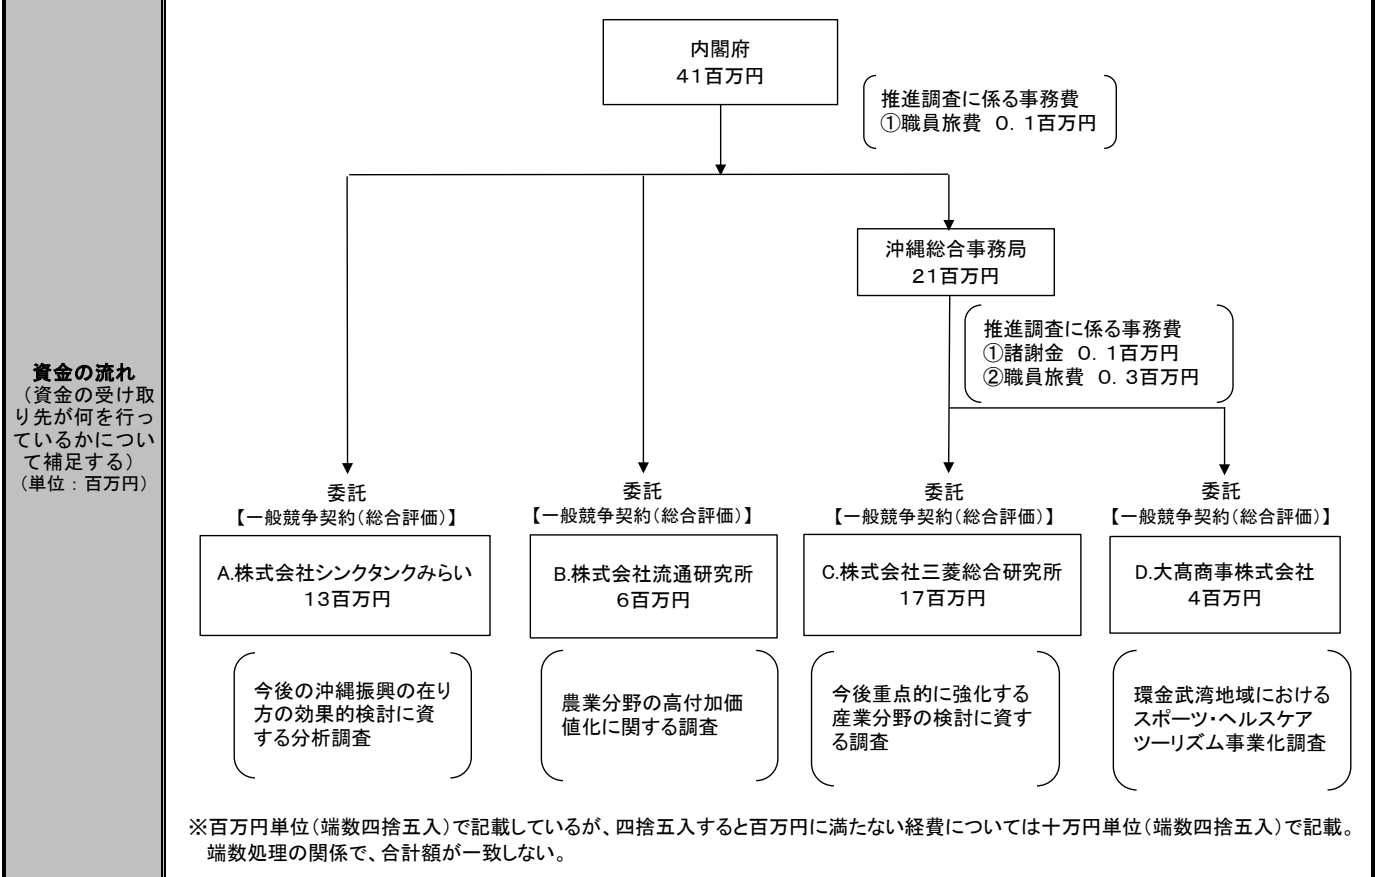 資金の流れ
（資金の受け取
り先が何を行っ
ているかについ
て補足する）
（単位：百万円）
内閣府
４１百万円
推進調査に係る事務費
①職員旅費　０．１百万円
沖縄総合事務局
２１百万円
推進調査に係る事務費
①諸謝金　０．１百万円
②職員旅費　０．３百万円
委託
【一般競争契約（総合評価）】
A.株式会社シンクタンクみらい
１３百万円
今後の沖縄振興の在り
方の効果的検討に資
する分析調査
委託
【一般競争契約（総合評価）】
B.株式会社流通研究所
６百万円
農業分野の高付加価
値化に関する調査
委託
【一般競争契約（総合評価）】
C.株式会社三菱総合研究所
１７百万円
今後重点的に強化する
産業分野の検討に資す
る調査
委託
【一般競争契約（総合評価）】
D.大髙商事株式会社
４百万円
環金武湾地域における
スポーツ・ヘルスケア
ツーリズム事業化調査
※百万円単位（端数四捨五入）で記載しているが、四捨五入すると百万円に満たない経費については十万円単位（端数四捨五入）で記載。
端数処理の関係で、合計額が一致しない。